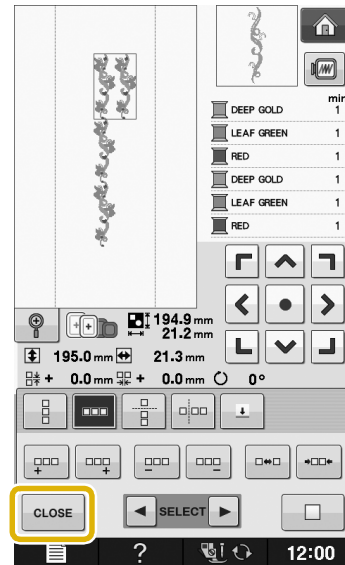 min
DEEP GOLD 1
LEAF GREEN 1
RED 1
DEEP GOLD 1
LEAF GREEN 1
RED 1
194.9 mm
21.2 mm
195.0 mm 21.3 mm
+ 0.0 mm + 0.0 mm 0°
CLOSE
SELECT
? 12:00